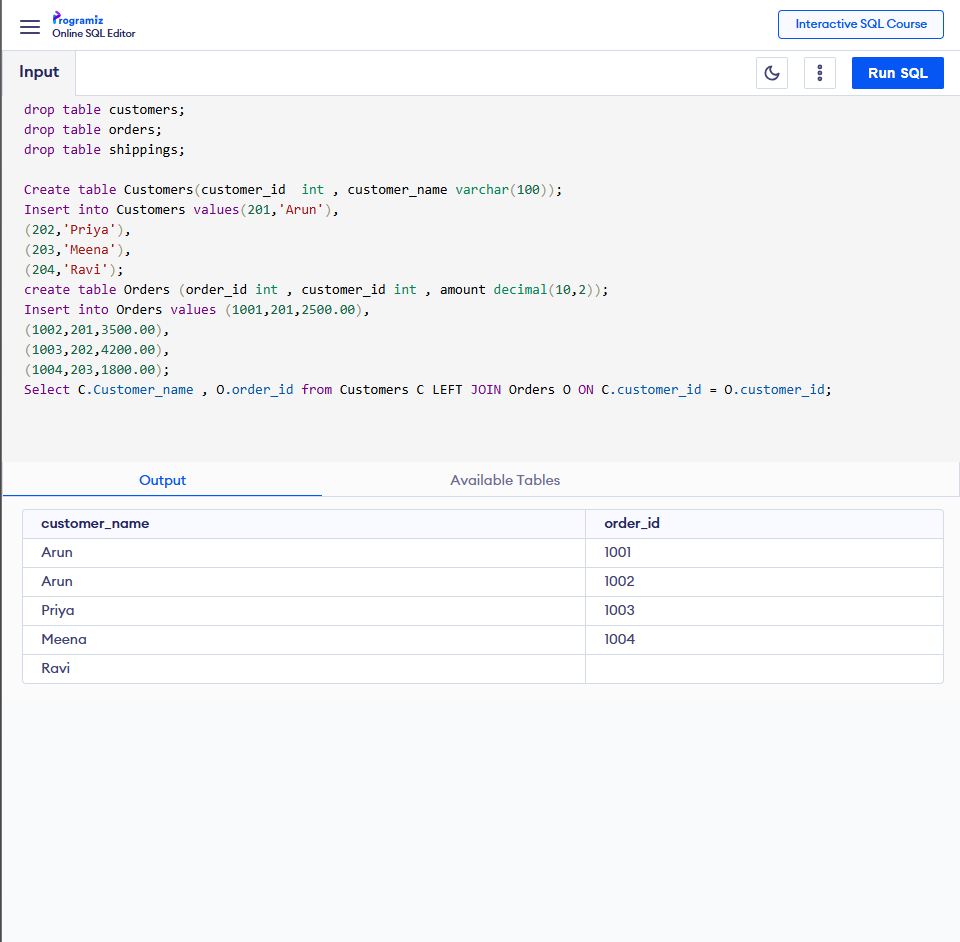 Programiz
Online SQL Editor
Interactive SQL Course
Input
Run SQL
drop table customers;
drop table orders;
drop table shippings;
Create table Customers(customer_id  int , customer_name varchar(100));
Insert into Customers values(201,'Arun'),
(202,'Priya'),
(203,'Meena'),
(204,'Ravi');
create table Orders (order_id int , customer_id int , amount decimal(10,2));
Insert into Orders values (1001,201,2500.00),
(1002,201,3500.00),
(1003,202,4200.00),
(1004,203,1800.00);
Select C.Customer_name , O.order_id from Customers C LEFT JOIN Orders O ON C.customer_id = O.customer_id;
Output Available Tables
customer_name order_id
Arun 1001
Arun 1002
Priya 1003
Meena 1004
Ravi